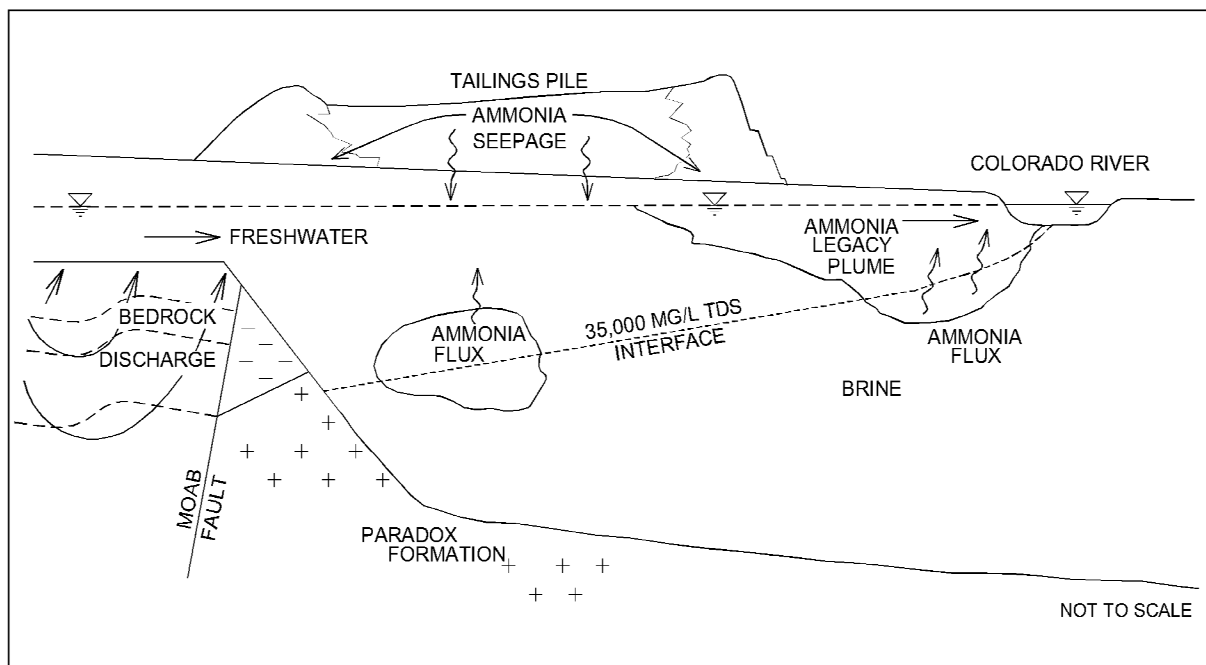 TAILINGS PILE
AMMONIA
SEEPAGE
COLORADO RIVER
FRESHWATER
AMMONIA
LEGACY
PLUME
BEDROCK
DISCHARGE
AMMONIA
FLUX
35,000 MG/L TDS
INTERFACE
AMMONIA
FLUX
BRINE
MOAB
FAULT
PARADOX
FORMATION
NOT TO SCALE